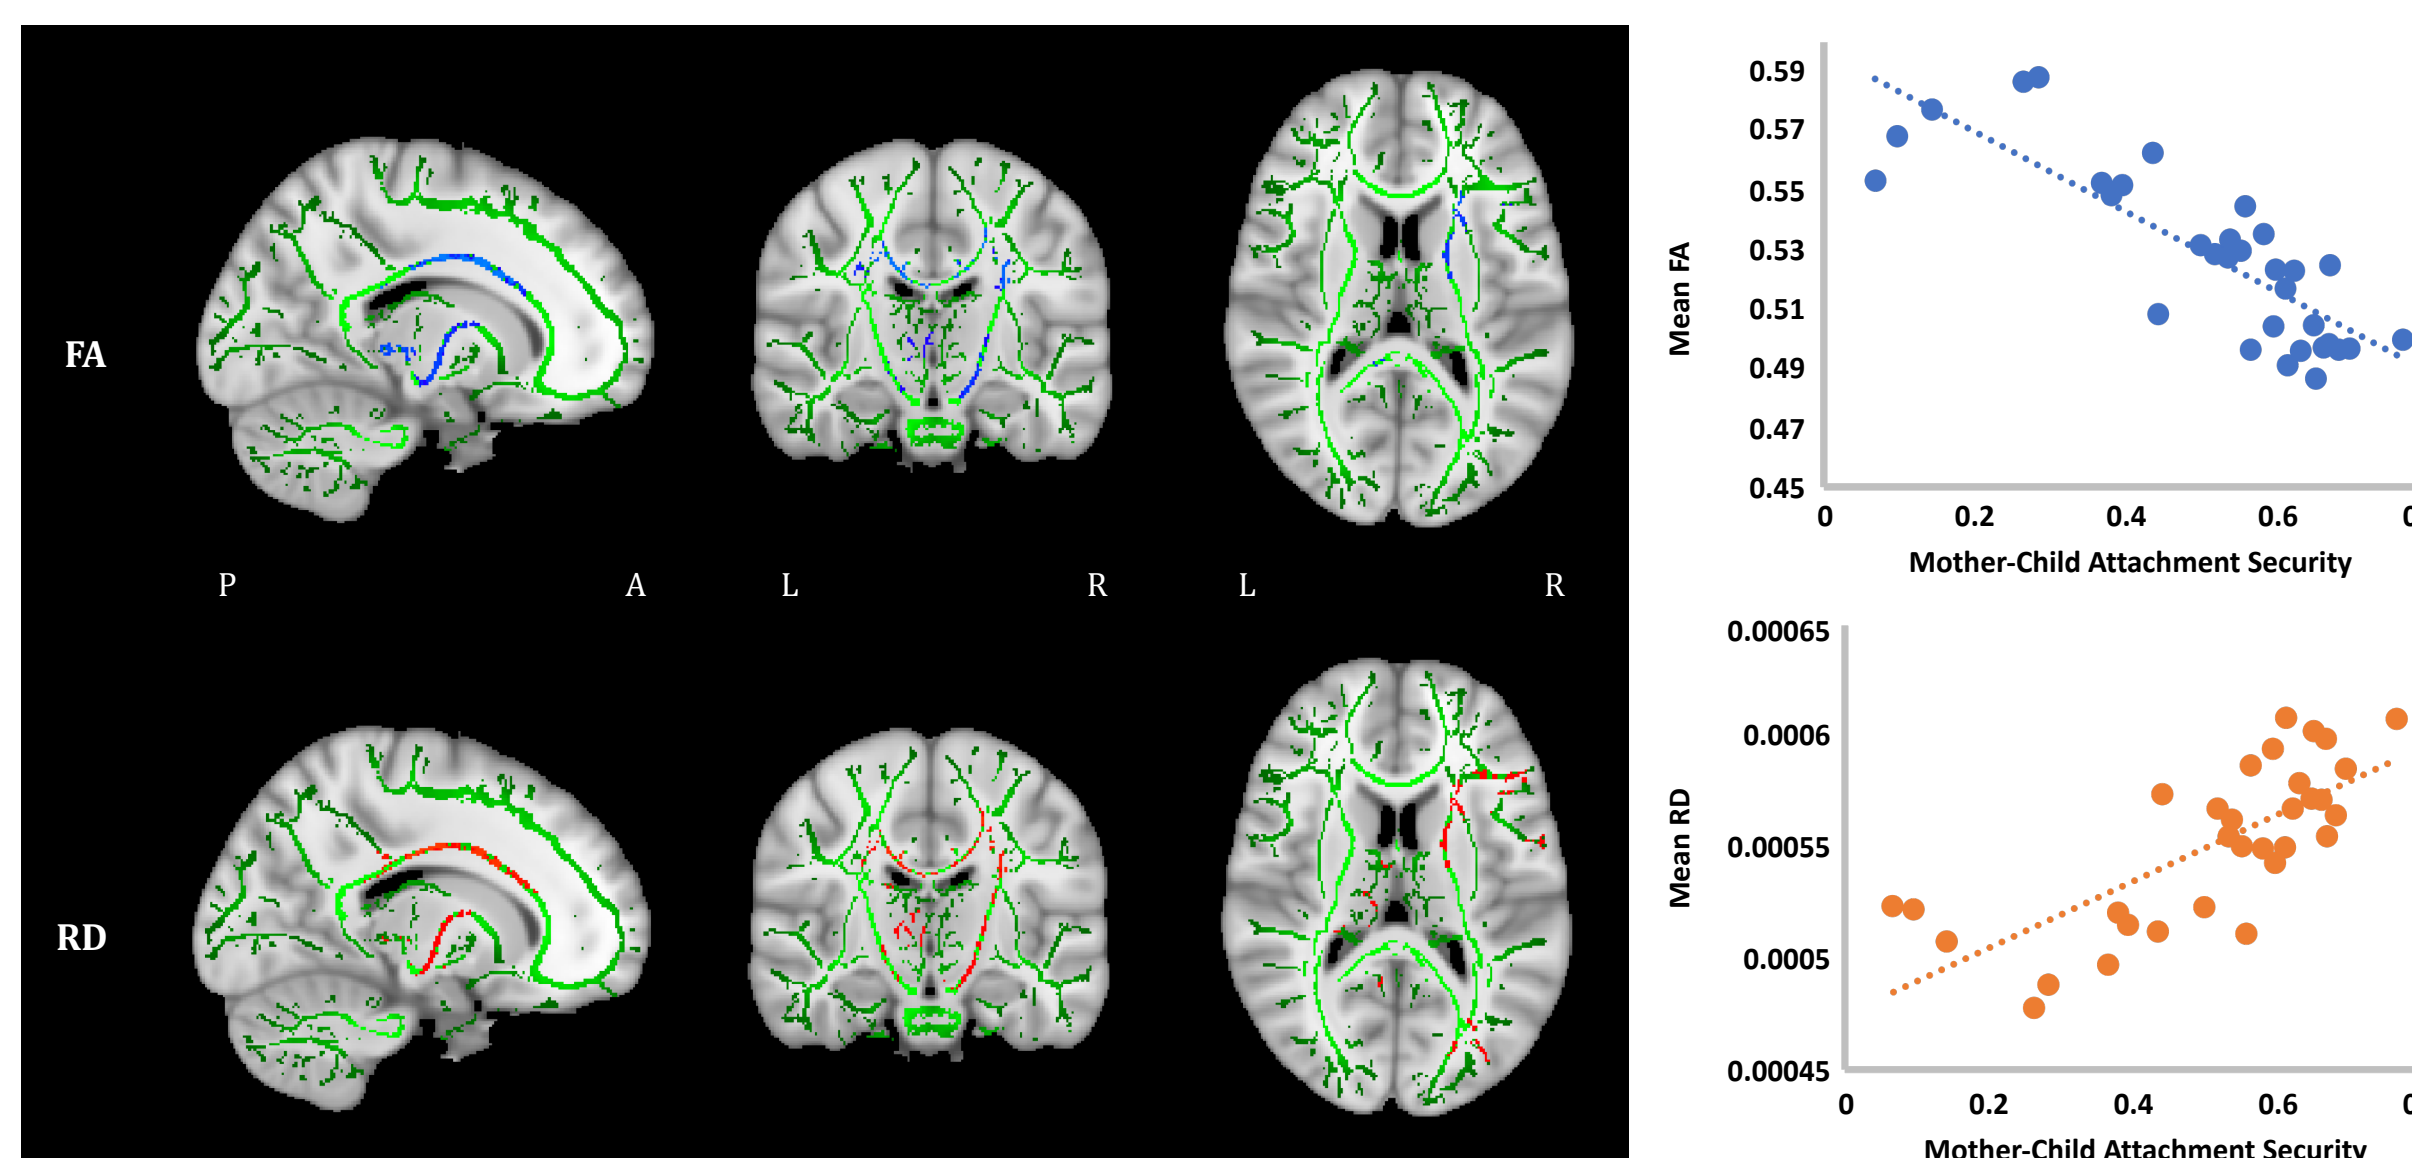 FA
P A L R L R
RD
Mean FA
0.59
0.57
0.55
0.53
0.51
0.49
0.47
0.45
0 0.2 0.4 0.6
Mother-Child Attachment Security
Mean RD
0.00065
0.0006
0.00055
0.0005
0.00045
0 0.2 0.4 0.6
Mother-Child Attachment Security